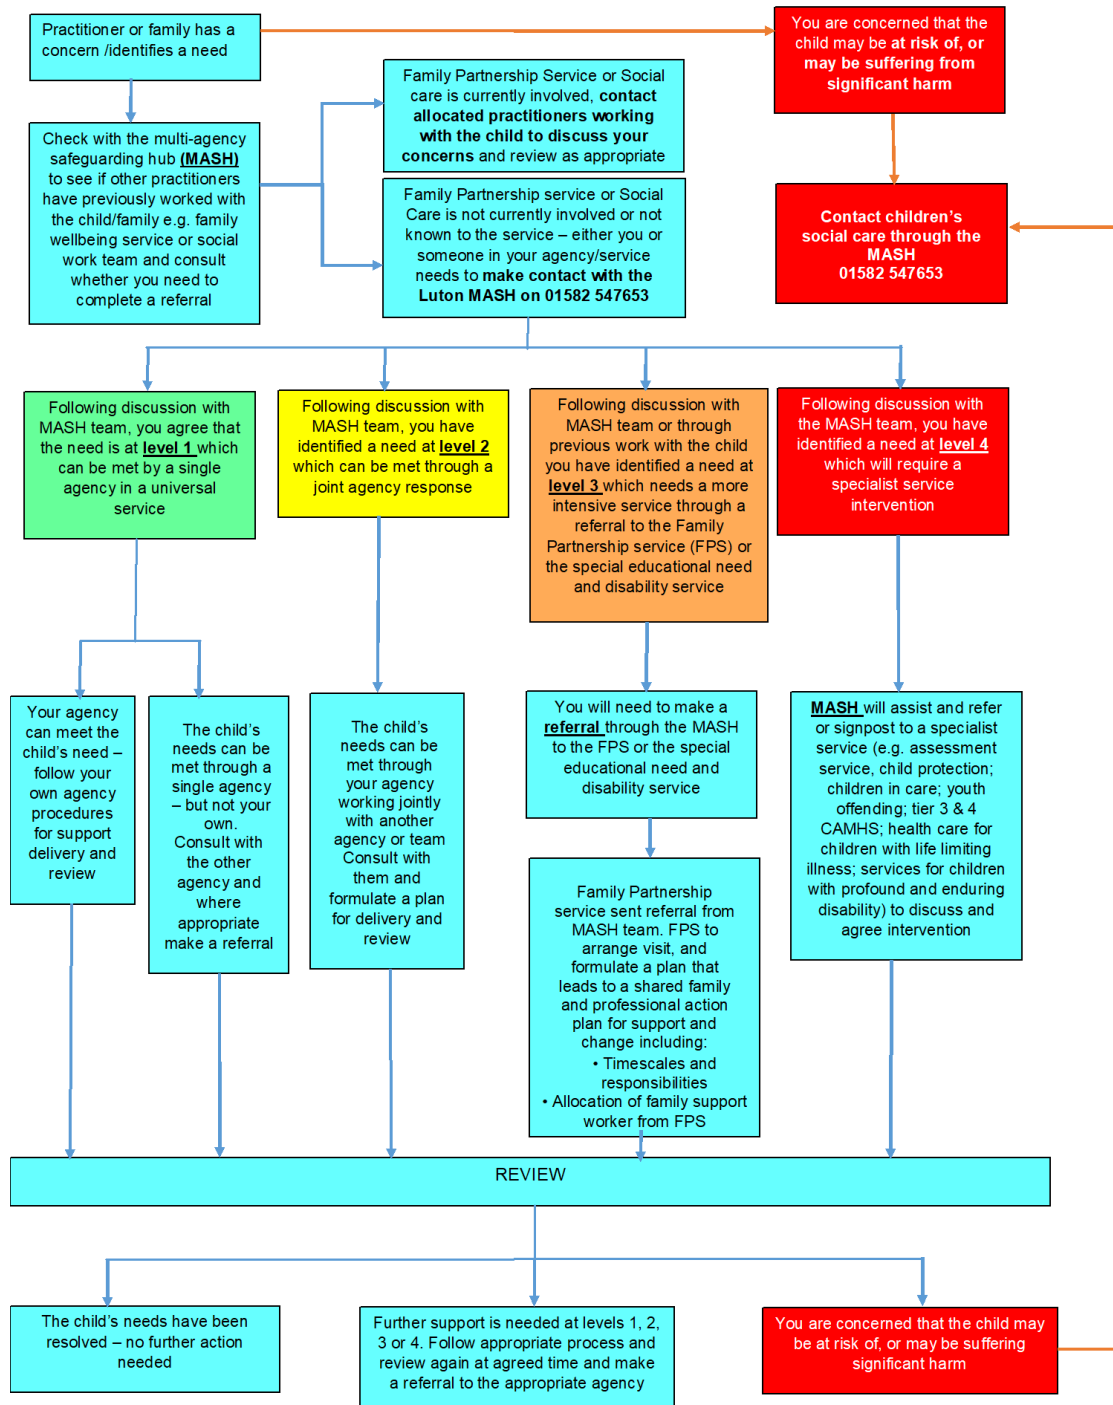 Practitioner or family has a
concern /identifies a need
You are concerned that the
child may be at risk of, or
may be suffering from
significant harm
Family Partnership Service or Social
care is currently involved, contact
allocated practitioners working
with the child to discuss your
concerns and review as appropriate
Check with the multi-agency
safeguarding hub (MASH)
to see if other practitioners
have previously worked with
the child/family e.g. family
wellbeing service or social
work team and consult
whether you need to
complete a referral
Family Partnership service or Social
Care is not currently involved or not
known to the service – either you or
someone in your agency/service
needs to make contact with the
Luton MASH on 01582 547653
Contact children's
social care through the
MASH
01582 547653
Following discussion with
MASH team, you agree that
the need is at level 1 which
can be met by a single
agency in a universal
service
Following discussion with
MASH team, you have
identified a need at level 2
which can be met through a
joint agency response
Following discussion with
MASH team or through
previous work with the child
you have identified a need at
level 3 which needs a more
intensive service through a
referral to the Family
Partnership service (FPS) or
the special educational need
and disability service
Following discussion with
the MASH team, you have
identified a need at level 4
which will require a
specialist service
intervention
Your agency
can meet the
child's need –
follow your
own agency
procedures
for support
delivery and
review
The child's
needs can be
met through a
single agency
– but not your
own.
Consult with
the other
agency and
where
appropriate
make a referral
The child's
needs can be
met through
your agency
working jointly
with another
agency or team
Consult with
them and
formulate a plan
for delivery and
review
You will need to make a
referral through the MASH
to the FPS or the special
educational need and
disability service
MASH will assist and refer
or signpost to a specialist
service (e.g. assessment
service, child protection;
children in care; youth
offending; tier 3 & 4
CAMHS; health care for
children with life limiting
illness; services for children
with profound and enduring
disability) to discuss and
agree intervention
Family Partnership
service sent referral from
MASH team. FPS to
arrange visit, and
formulate a plan that
leads to a shared family
and professional action
plan for support and
change including:
• Timescales and
responsibilities
• Allocation of family support
worker from FPS
REVIEW
The child's needs have been
resolved – no further action
needed
Further support is needed at levels 1, 2,
3 or 4. Follow appropriate process and
review again at agreed time and make
a referral to the appropriate agency
You are concerned that the child may
be at risk of, or may be suffering
significant harm